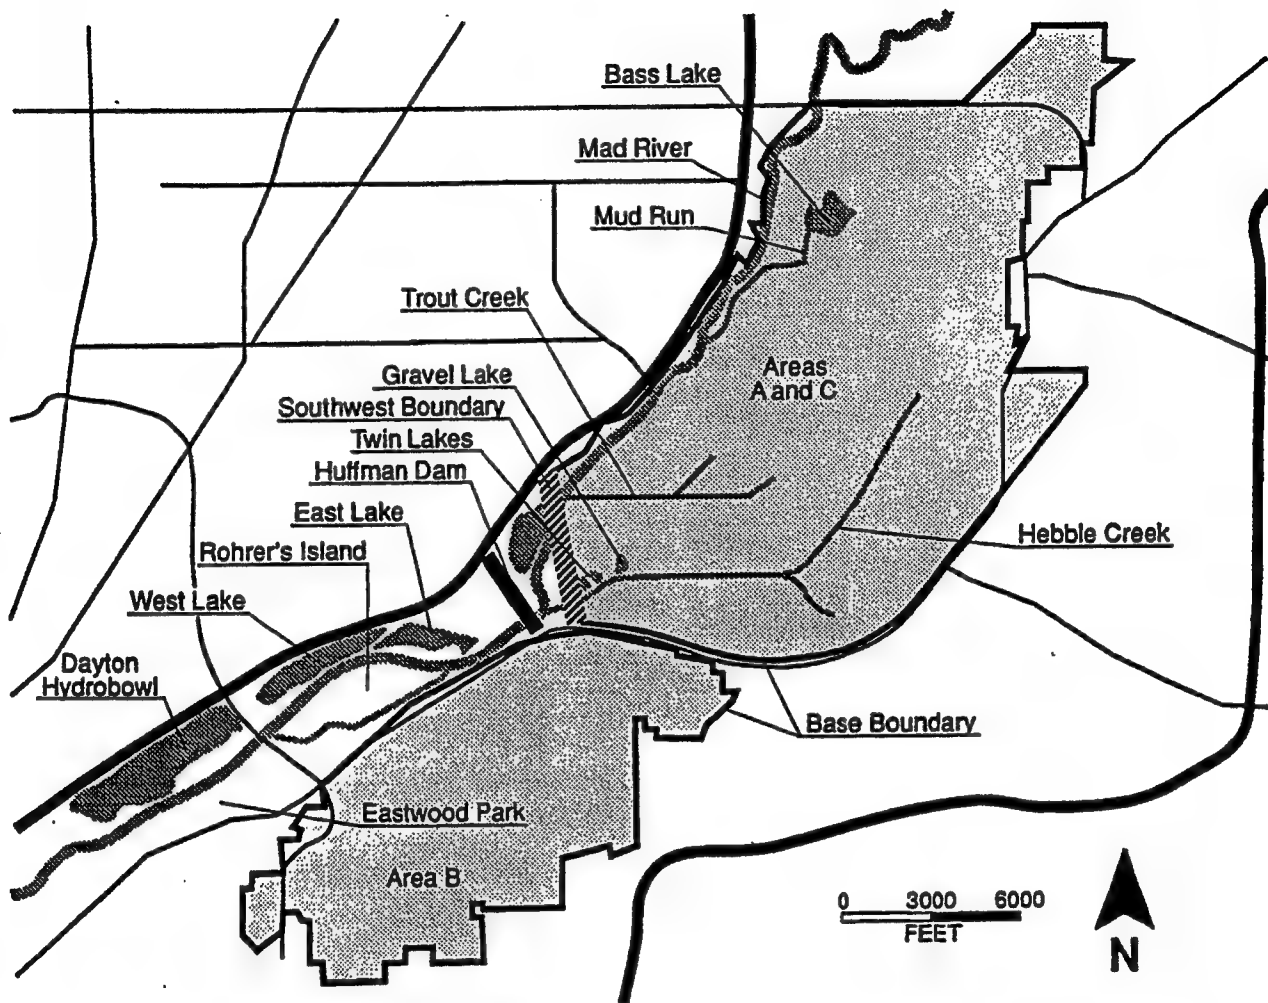 Bass Lake
Mad River
Mud Run
Trout Creek
Gravel Lake
Southwest Boundary
Twin Lakes
Huffman Dam
East Lake
Rohrer's Island
West Lake
Dayton
Hydrobowl
Areas
A and C
Hebble Creek
Base Boundary
Eastwood Park
Area B
0 3000 6000
FEET
N